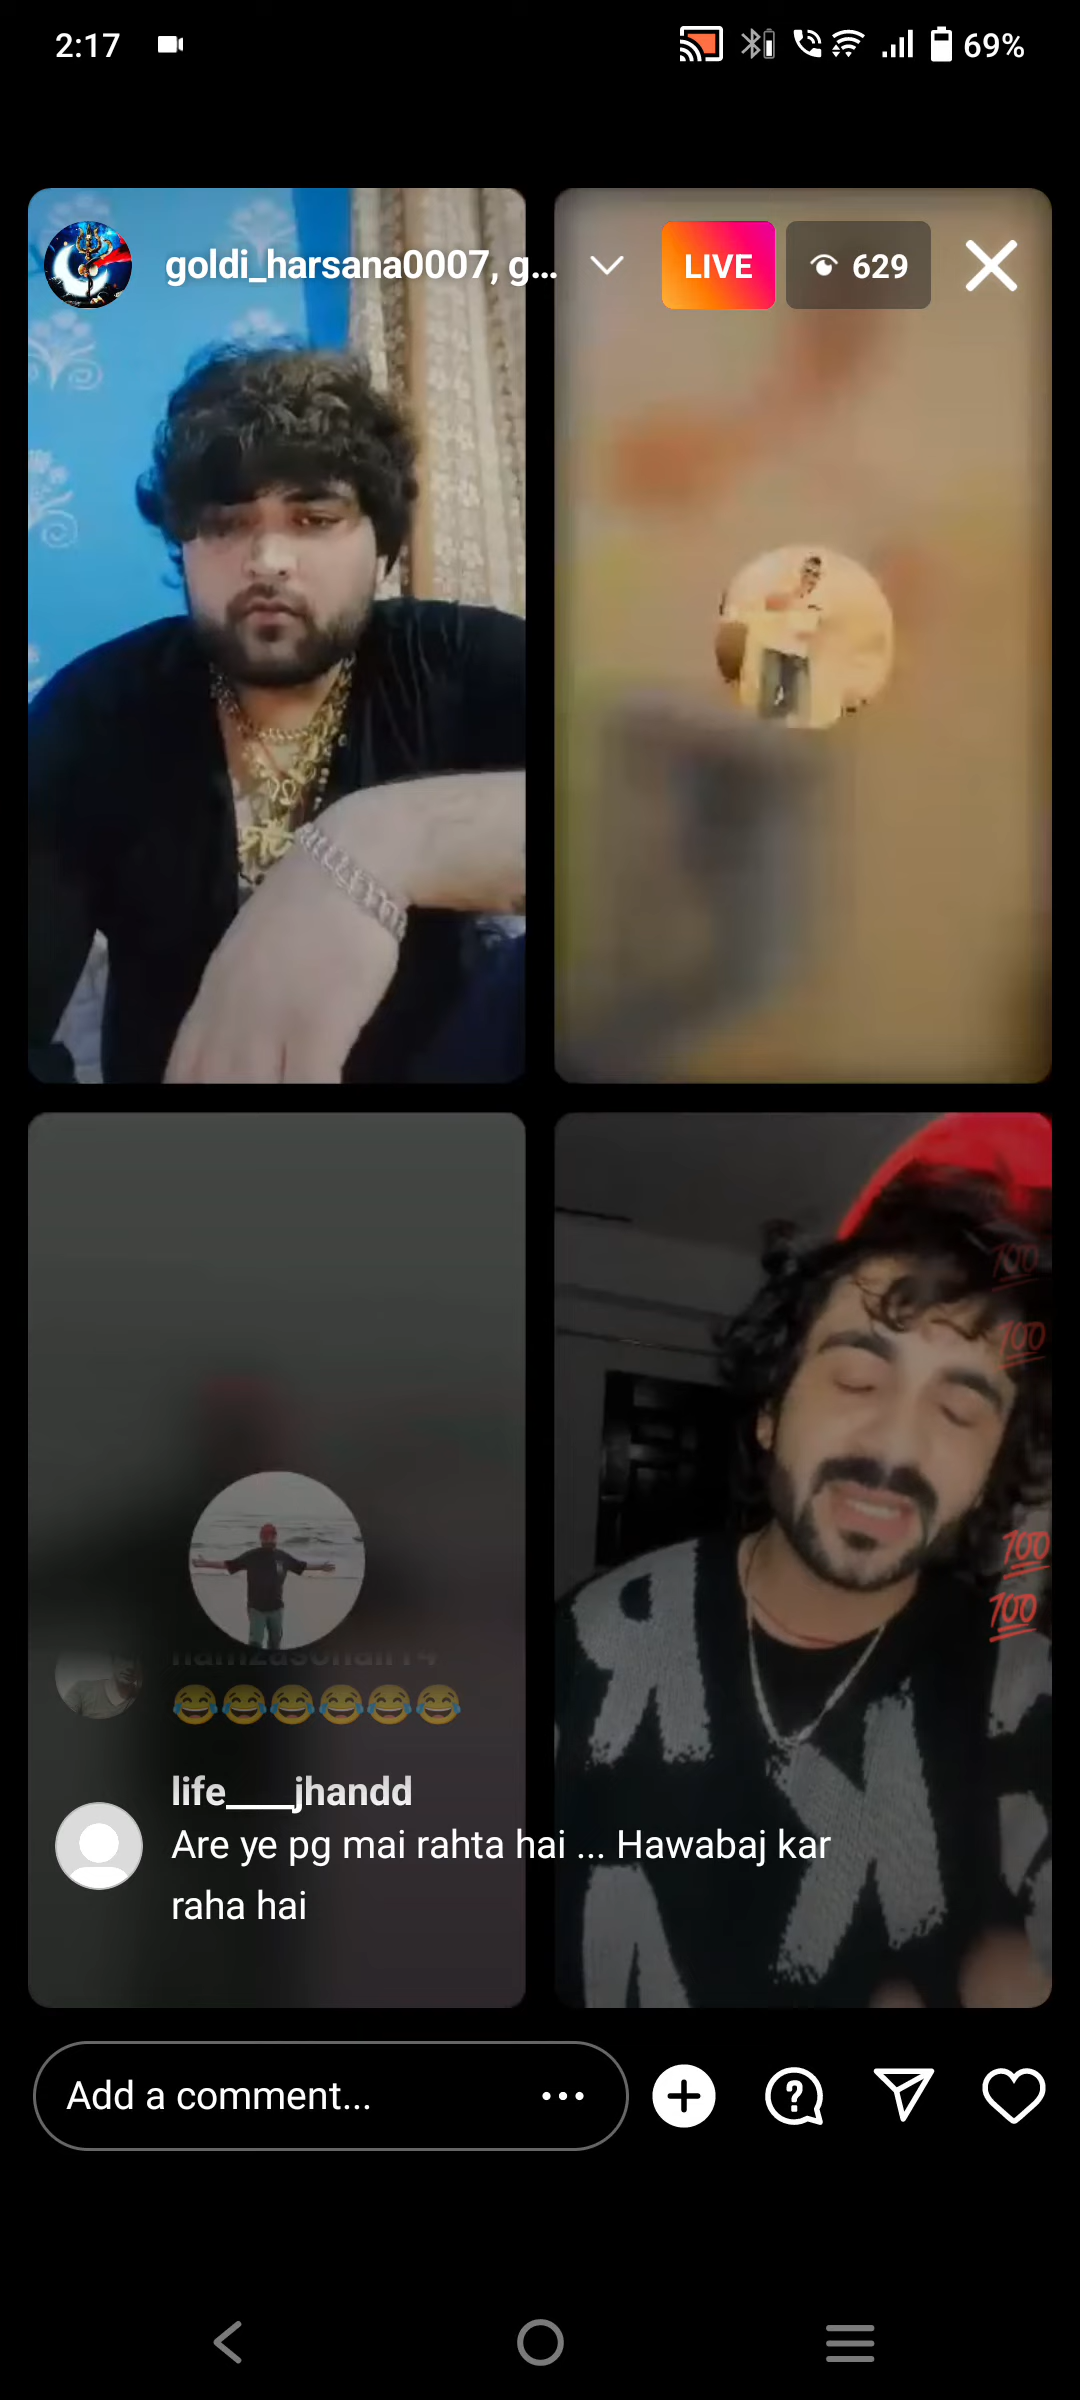 2:17
69%
goldi_harsana0007, g...
LIVE
629
100
100
100
100
😂😂😂😂😂😂
life____jhandd
Are ye pg mai rahta hai ... Hawabaj kar
raha hai
Add a comment...